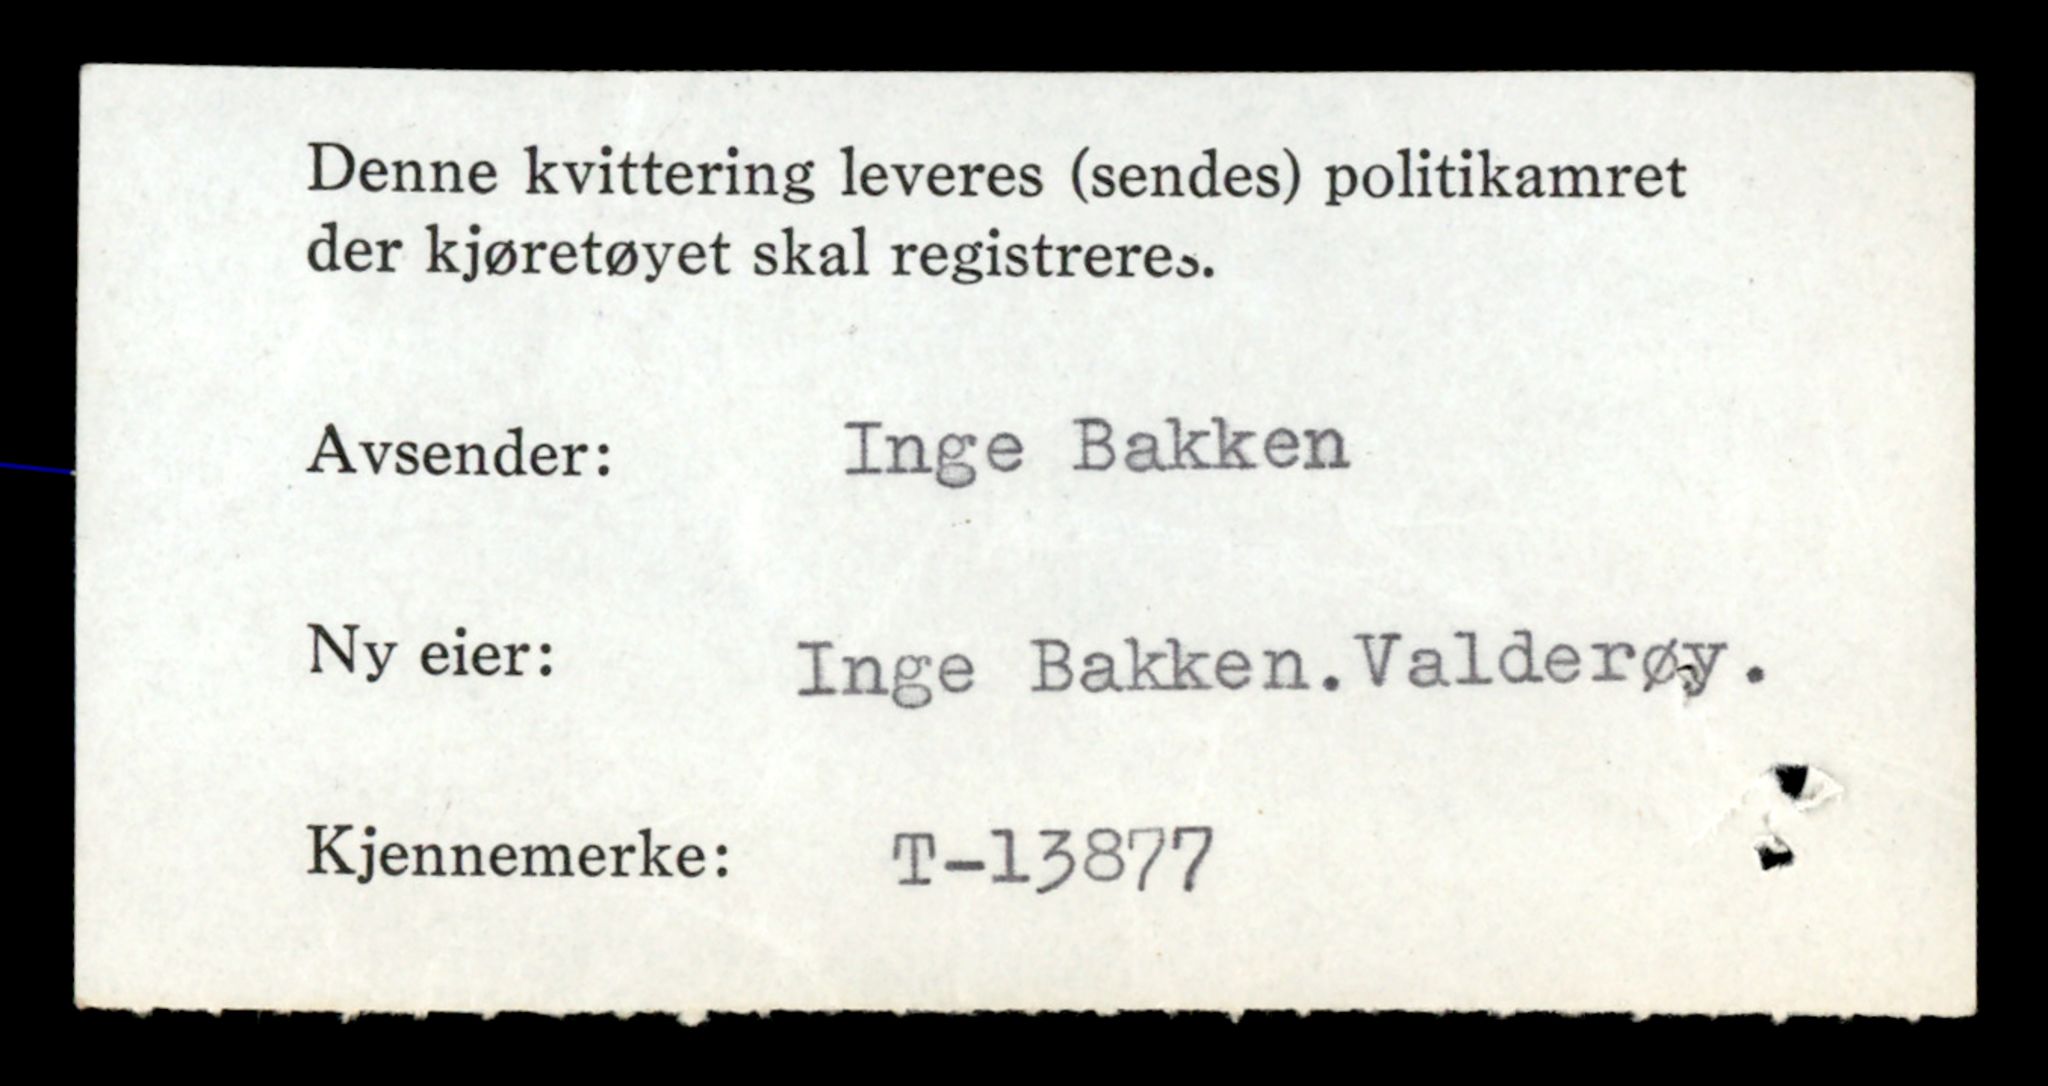 Denne kvittering leveres (sendes) politikamret
der kjøretøyet skal registreres.
Avsender: Inge Bakken
Ny eier: Inge Bakken.Valderøy.
Kjennemerke: T-13877